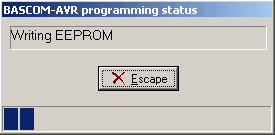 BASCOM-AVR programming status
Writing EEPROM
Escape